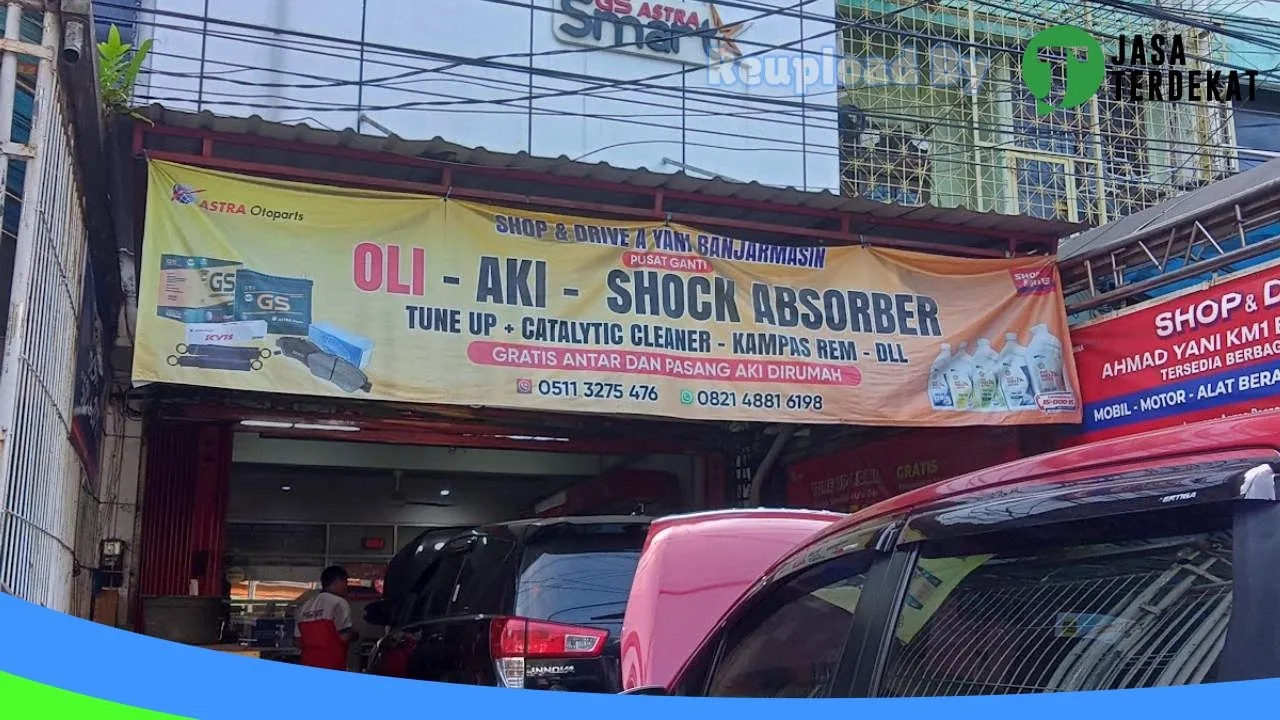 GS ASTRA
Smart
Reupload By
JASA
TERDEKAT
ASTRA Otoparts
SHOP & DRIVE A YANI BANJARMASIN
PUSAT GANTI
OLI - AKI - SHOCK ABSORBER
TUNE UP + CATALYTIC CLEANER - KAMPAS REM - DLL
GRATIS ANTAR DAN PASANG AKI DIRUMAH
0511 3275 476
0821 4881 6198
GS
GS
KYB
SHOP & D
AHMAD YANI KM1
TERSEDIA BERBAG
MOBIL - MOTOR - ALAT BERA
GRATIS
ERTIGA
INNOVA